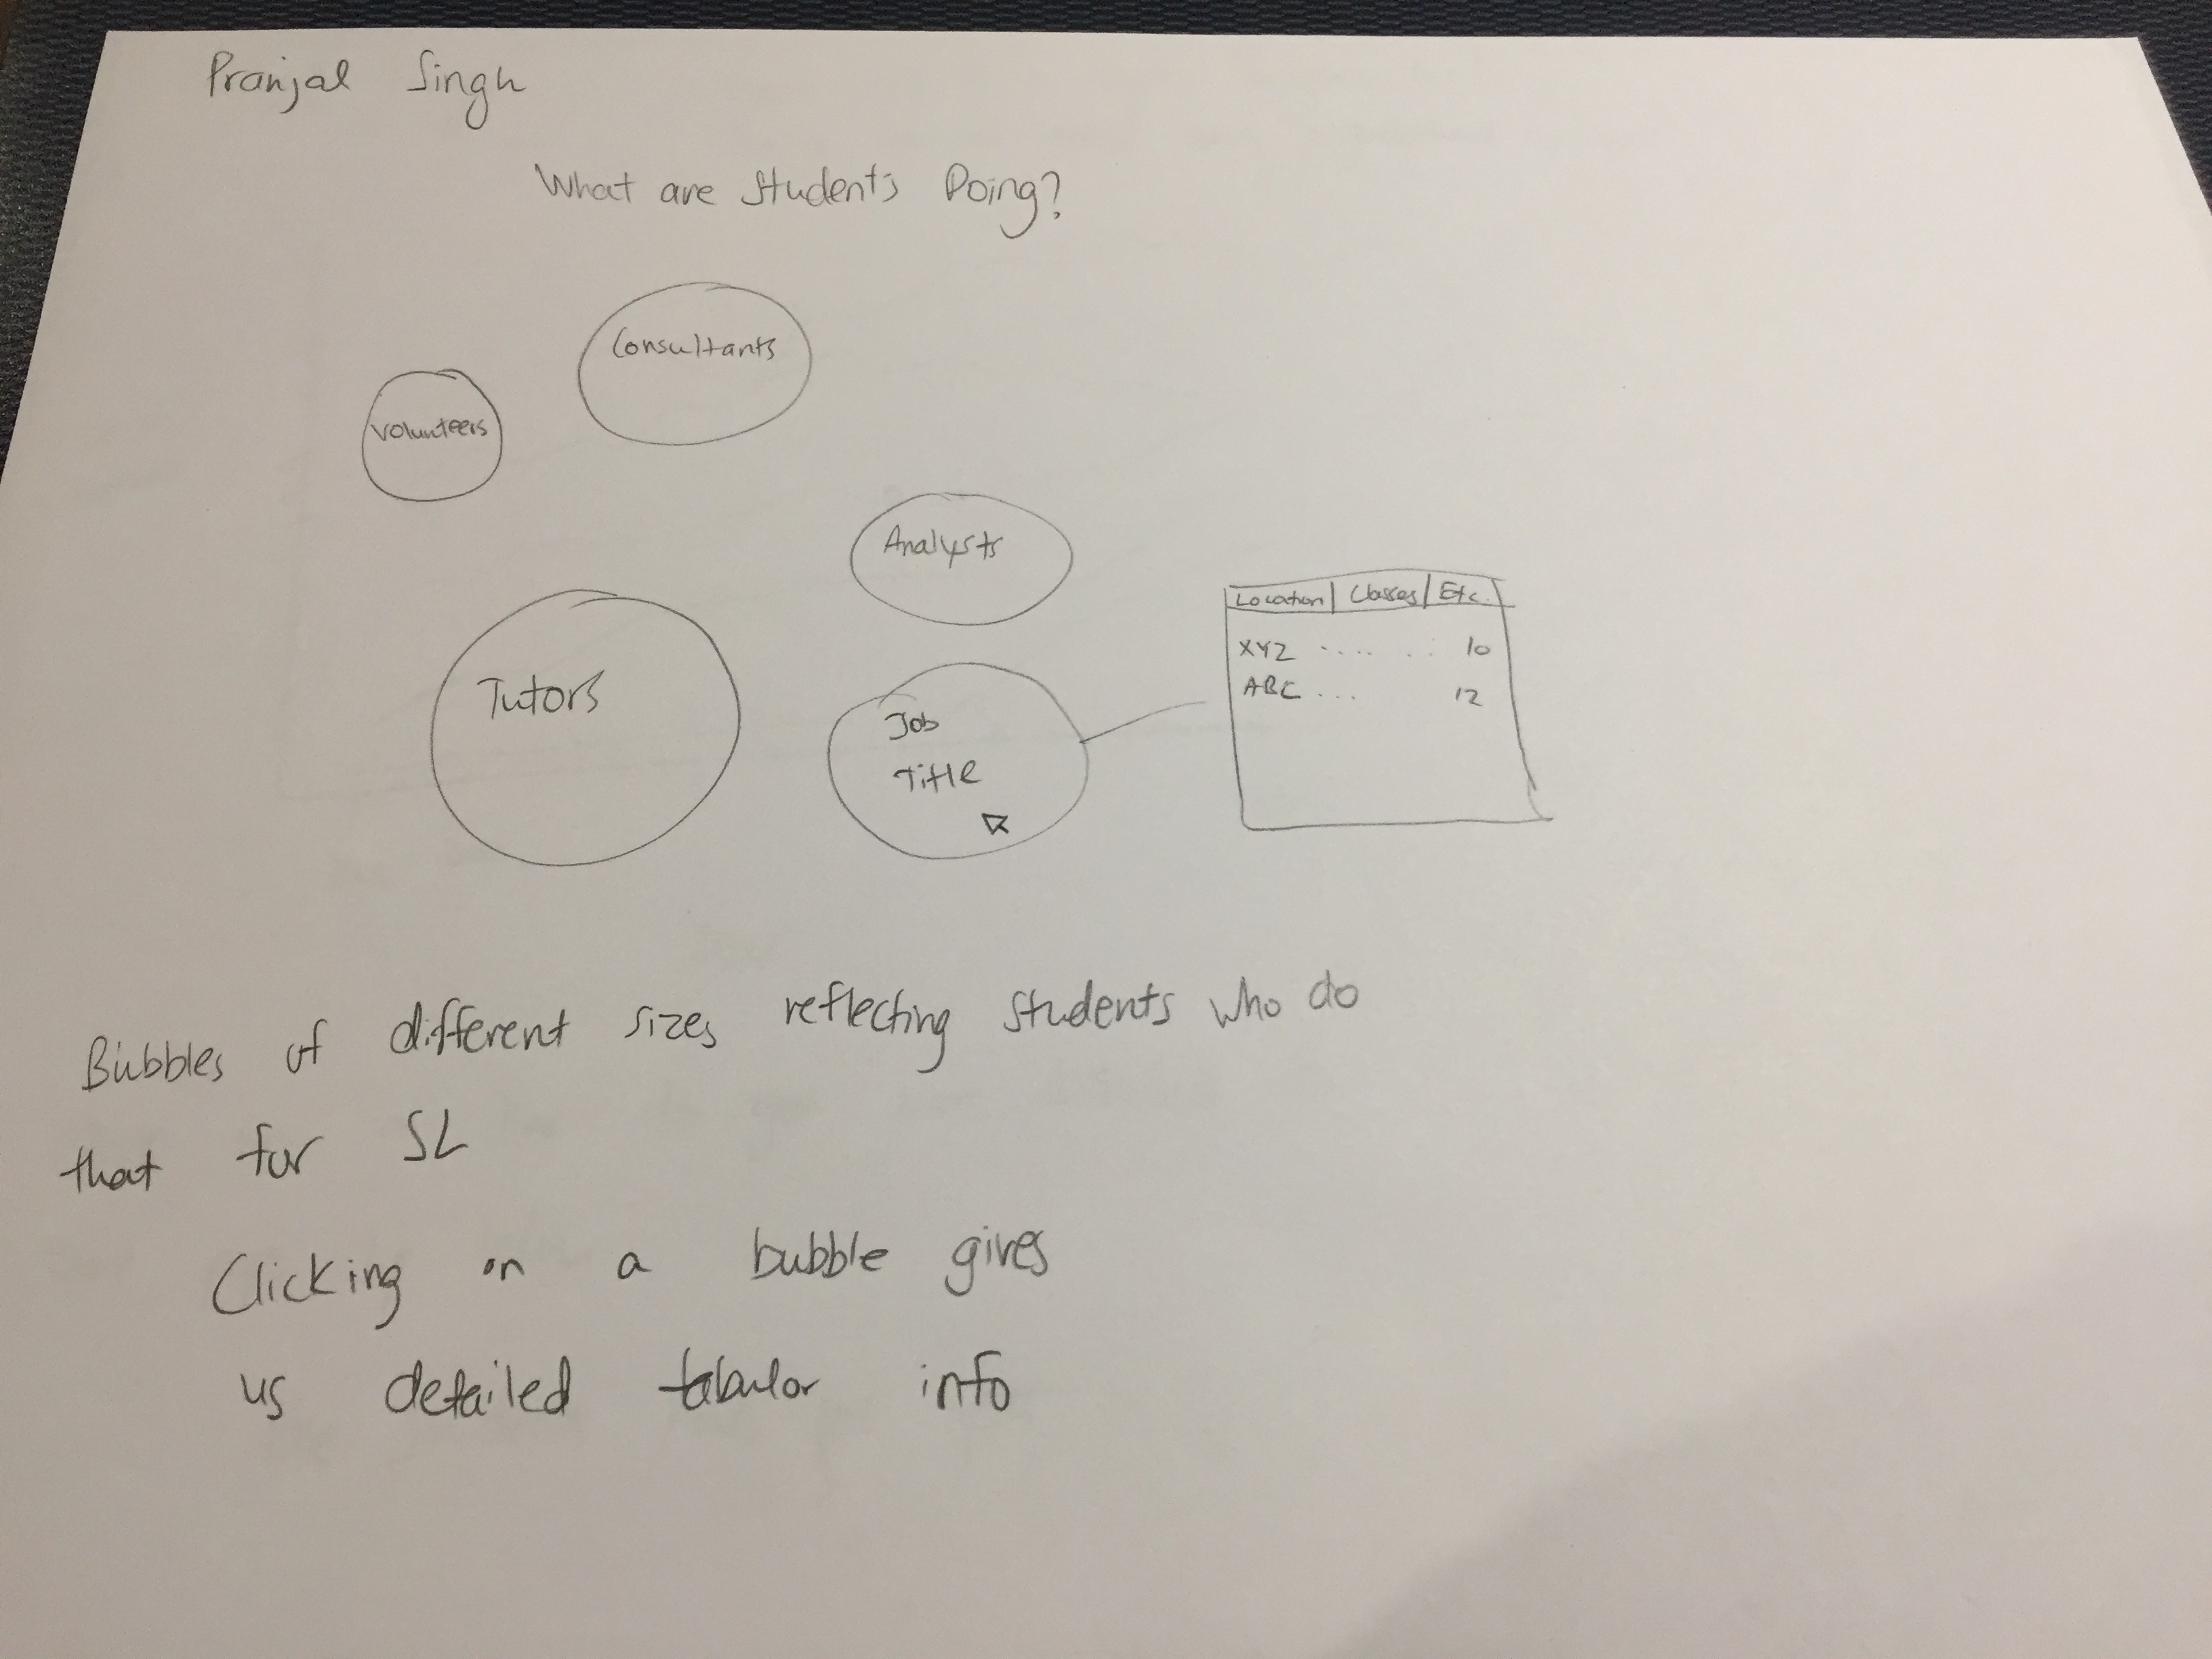 Pranjal Singh
What are students Doing?
Consultants
Volunteers
Analysts
Location | Classes | Etc.
XYZ .... .. 10
ABC ... 12
Tutors
Job
Title
Bubbles of different sizes reflecting students who do
that for SL
Clicking on a bubble gives
us detailed tabular info